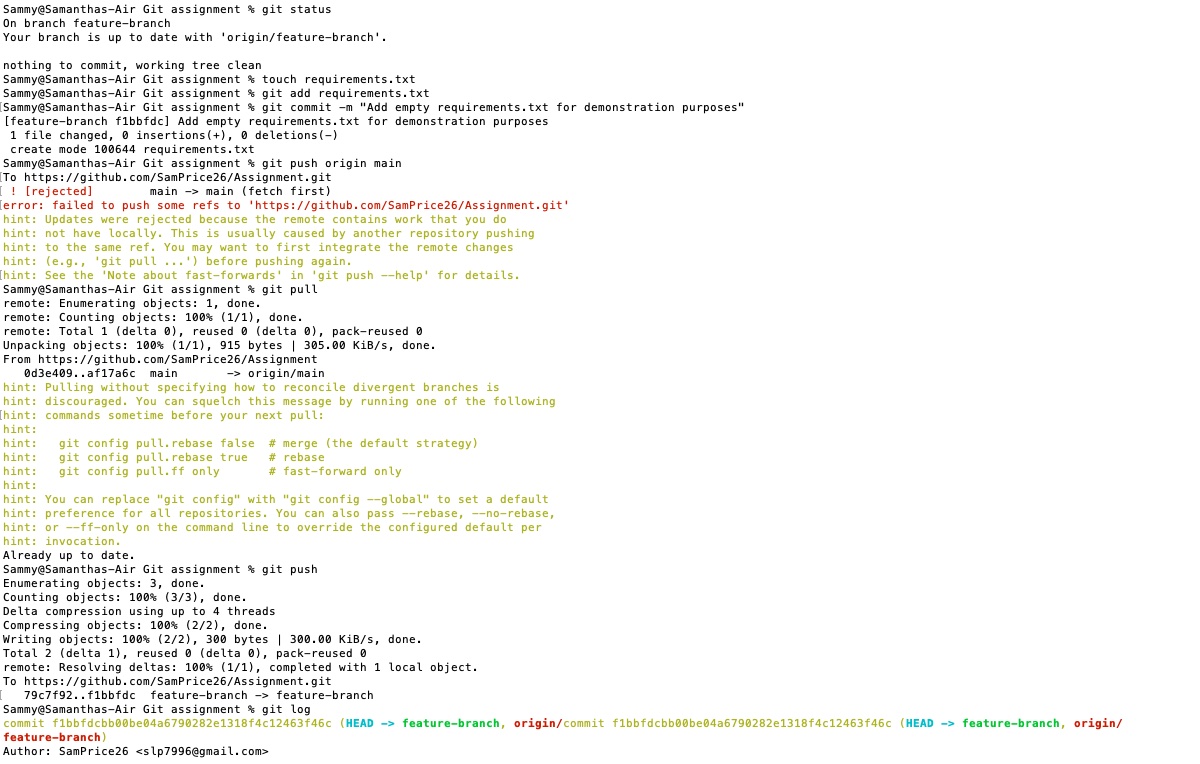 Sammy@Samanthas-Air Git assignment % git status
On branch feature-branch
Your branch is up to date with 'origin/feature-branch'.

nothing to commit, working tree clean
Sammy@Samanthas-Air Git assignment % touch requirements.txt
Sammy@Samanthas-Air Git assignment % git add requirements.txt
[Sammy@Samanthas-Air Git assignment % git commit -m "Add empty requirements.txt for demonstration purposes"
[feature-branch f1bbfdc] Add empty requirements.txt for demonstration purposes
 1 file changed, 0 insertions(+), 0 deletions(-)
 create mode 100644 requirements.txt
Sammy@Samanthas-Air Git assignment % git push origin main
[To https://github.com/SamPrice26/Assignment.git
[ ! [rejected]        main -> main (fetch first)
[error: failed to push some refs to 'https://github.com/SamPrice26/Assignment.git'
hint: Updates were rejected because the remote contains work that you do
hint: not have locally. This is usually caused by another repository pushing
hint: to the same ref. You may want to first integrate the remote changes
hint: (e.g., 'git pull ...') before pushing again.
[hint: See the 'Note about fast-forwards' in 'git push --help' for details.
Sammy@Samanthas-Air Git assignment % git pull
remote: Enumerating objects: 1, done.
remote: Counting objects: 100% (1/1), done.
remote: Total 1 (delta 0), reused 0 (delta 0), pack-reused 0
Unpacking objects: 100% (1/1), 915 bytes | 305.00 KiB/s, done.
From https://github.com/SamPrice26/Assignment
   0d3e409..af17a6c  main       -> origin/main
hint: Pulling without specifying how to reconcile divergent branches is
hint: discouraged. You can squelch this message by running one of the following
[hint: commands sometime before your next pull:
hint:
hint:   git config pull.rebase false  # merge (the default strategy)
hint:   git config pull.rebase true   # rebase
hint:   git config pull.ff only       # fast-forward only
hint:
hint: You can replace "git config" with "git config --global" to set a default
hint: preference for all repositories. You can also pass --rebase, --no-rebase,
hint: or --ff-only on the command line to override the configured default per
hint: invocation.
Already up to date.
Sammy@Samanthas-Air Git assignment % git push
Enumerating objects: 3, done.
Counting objects: 100% (3/3), done.
Delta compression using up to 4 threads
Compressing objects: 100% (2/2), done.
Writing objects: 100% (2/2), 300 bytes | 300.00 KiB/s, done.
Total 2 (delta 1), reused 0 (delta 0), pack-reused 0
remote: Resolving deltas: 100% (1/1), completed with 1 local object.
To https://github.com/SamPrice26/Assignment.git
[  79c7f92..f1bbfdc  feature-branch -> feature-branch
Sammy@Samanthas-Air Git assignment % git log
commit f1bbfdcbb00be04a6790282e1318f4c12463f46c (HEAD -> feature-branch, origin/commit f1bbfdcbb00be04a6790282e1318f4c12463f46c (HEAD -> feature-branch, origin/
feature-branch)
Author: SamPrice26 <slp7996@gmail.com>